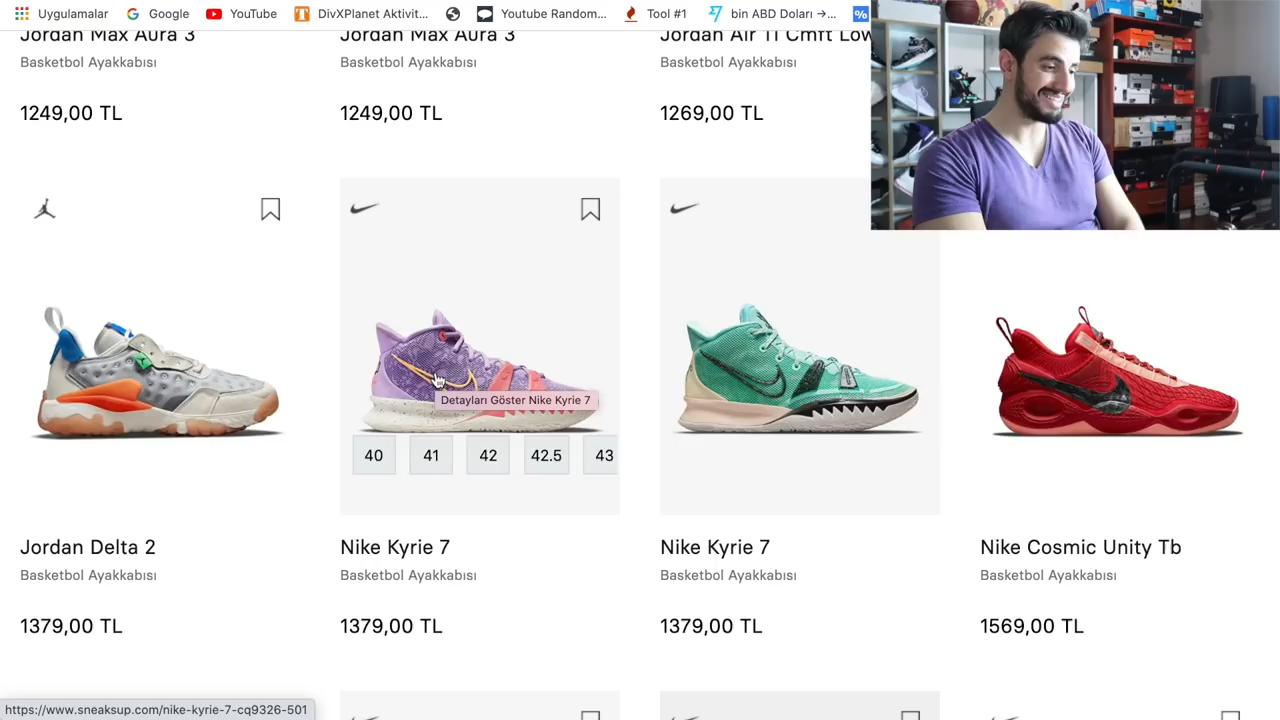 Uygulamalar Google YouTube DivXPlanet Aktivit... Youtube Random... Tool #1 bin ABD Doları →...
Jordan Max Aura 3 Jordan Max Aura 3 Jordan Air 11 Cmft Low
Basketbol Ayakkabısı Basketbol Ayakkabısı Basketbol Ayakkabısı
1249,00 TL 1249,00 TL 1269,00 TL
Detayları Göster Nike Kyrie 7
40 41 42 42.5 43
Jordan Delta 2 Nike Kyrie 7 Nike Kyrie 7 Nike Cosmic Unity Tb
Basketbol Ayakkabısı Basketbol Ayakkabısı Basketbol Ayakkabısı Basketbol Ayakkabısı
1379,00 TL 1379,00 TL 1379,00 TL 1569,00 TL
https://www.sneaksup.com/nike-kyrie-7-cq9326-501